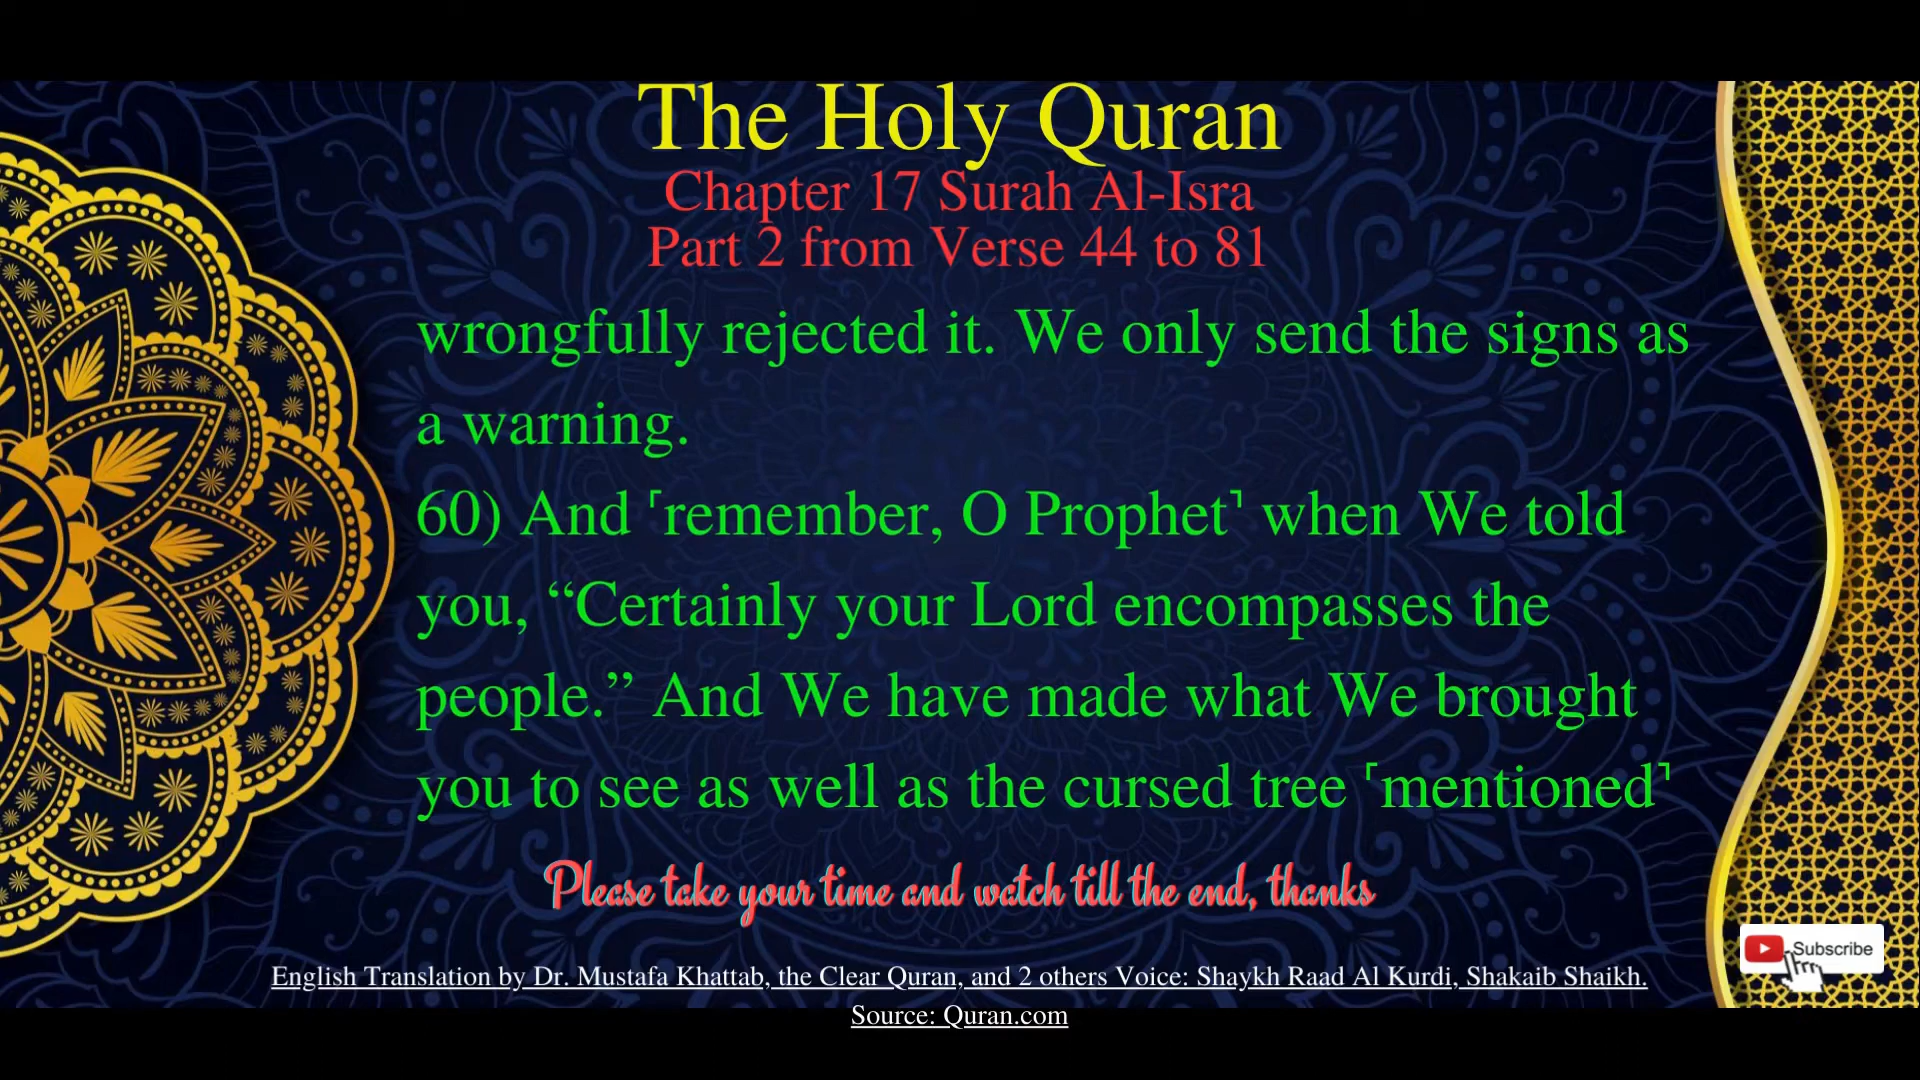 The Holy Quran
Chapter 17 Surah Al-Isra
Part 2 from Verse 44 to 81
wrongfully rejected it. We only send the signs as
a warning.
60) And ˹remember, O Prophet˺ when We told
you, “Certainly your Lord encompasses the
people.” And We have made what We brought
you to see as well as the cursed tree ˹mentioned˺
Please take your time and watch till the end, thanks
Subscribe
English Translation by Dr. Mustafa Khattab, the Clear Quran, and 2 others Voice: Shaykh Raad Al Kurdi, Shakaib Shaikh.
Source: Quran.com